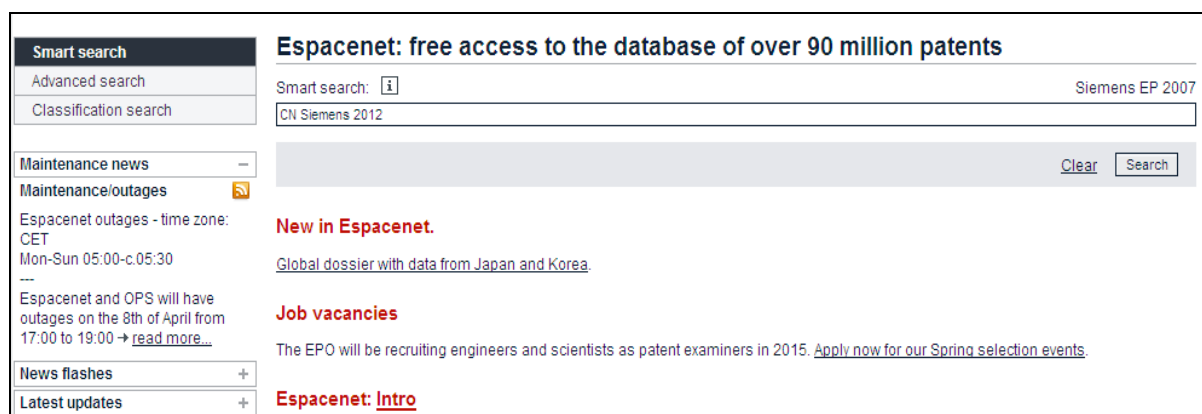 Smart search
Advanced search
Classification search
Maintenance news
Maintenance/outages
Espacenet outages - time zone:
CET
Mon-Sun 05:00-c.05:30
---
Espacenet and OPS will have
outages on the 8th of April from
17:00 to 19:00 → read more...
News flashes
Latest updates
Espacenet: free access to the database of over 90 million patents
Smart search: i
Siemens EP 2007
CN Siemens 2012
Clear Search
New in Espacenet.
Global dossier with data from Japan and Korea.
Job vacancies
The EPO will be recruiting engineers and scientists as patent examiners in 2015. Apply now for our Spring selection events.
Espacenet: Intro